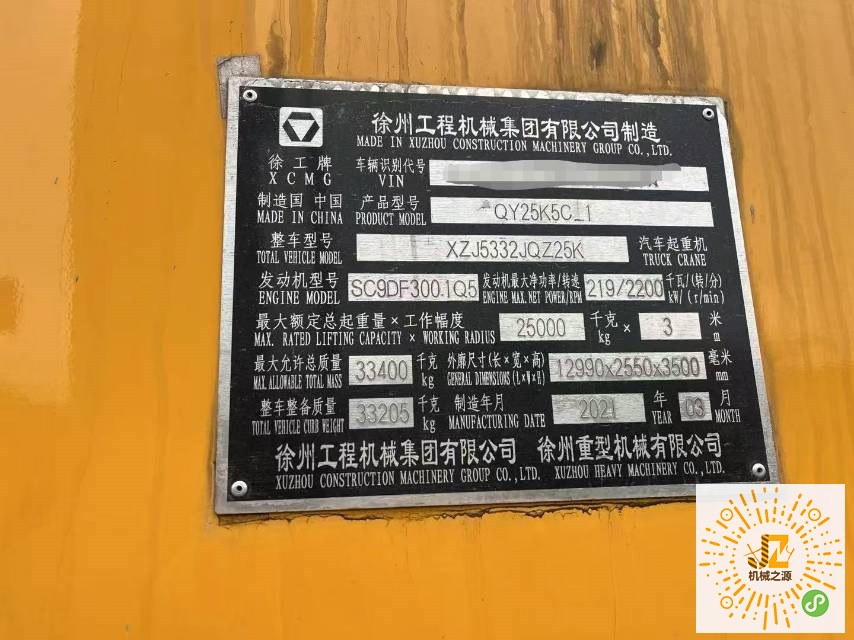 徐州工程机械集团有限公司制造
MADE IN XUZHOU CONSTRUCTION MACHINERY GROUP CO.,LTD.
徐工牌 车辆识别代号
XCMG VIN
制造国 中国 产品型号 QY25K5C_1
MADE IN CHINA PRODUCT MODEL
整车型号 XZJ5332JQZ25K 汽车起重机
TOTAL VEHICLE MODEL TRUCK CRANE
发动机型号 SC9DF300.1Q5 发动机最大净功率/转速 219/2200 千瓦/(转/分)
ENGINE MODEL ENGINE MAX. NET POWER/RPM kW/(r/min)
最大额定总起重量×工作幅度 25000 千克 × 3 米
MAX. RATED LIFTING CAPACITY × WORKING RADIUS kg m
最大允许总质量 33400 千克 外廓尺寸(长×宽×高) 12990x2550x3500 毫米
MAX. ALLOWABLE TOTAL MASS kg GENERAL DIMENSIONS (L×W×H) mm
整车整备质量 33205 千克 制造年月 2021 年 03 月
TOTAL VEHICLE CURB WEIGHT kg MANUFACTURING DATE YEAR MONTH
徐州工程机械集团有限公司 徐州重型机械有限公司
XUZHOU CONSTRUCTION MACHINERY GROUP CO.,LTD. XUZHOU HEAVY MACHINERY CO.,LTD.
JZ
机械之源